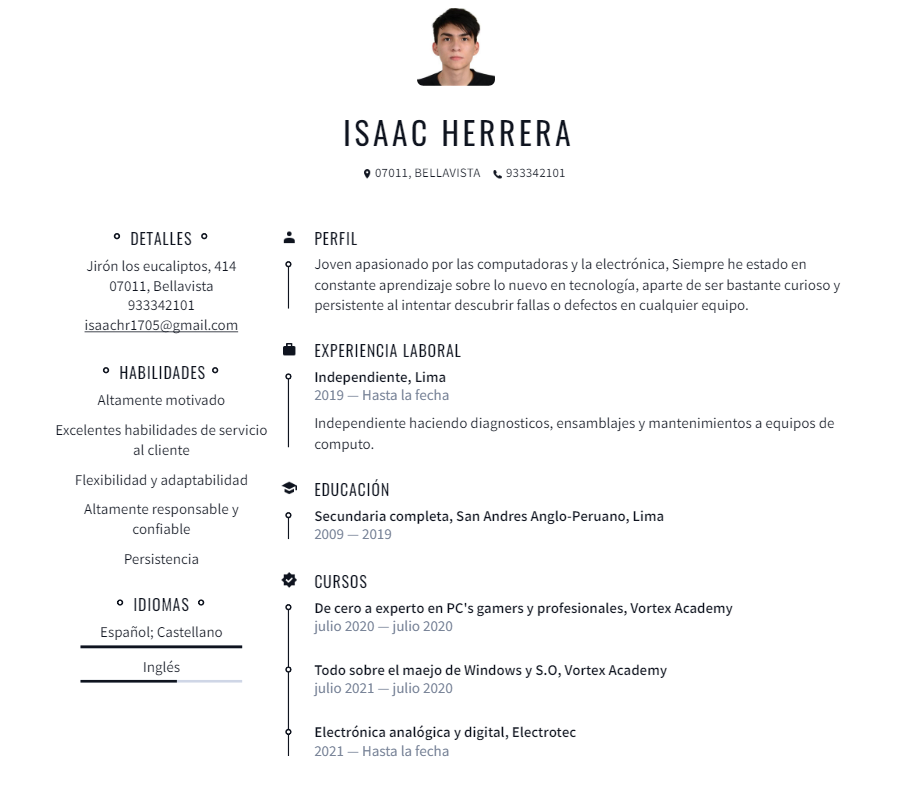 ISAAC HERRERA
07011, BELLAVISTA 933342101
DETALLES
Jirón los eucaliptos, 414
07011, Bellavista
933342101
isaachr1705@gmail.com
HABILIDADES
Altamente motivado
Excelentes habilidades de servicio
al cliente
Flexibilidad y adaptabilidad
Altamente responsable y
confiable
Persistencia
IDIOMAS
Español; Castellano
Inglés
PERFIL
Joven apasionado por las computadoras y la electrónica, Siempre he estado en
constante aprendizaje sobre lo nuevo en tecnología, aparte de ser bastante curioso y
persistente al intentar descubrir fallas o defectos en cualquier equipo.
EXPERIENCIA LABORAL
Independiente, Lima
2019 — Hasta la fecha
Independiente haciendo diagnosticos, ensamblajes y mantenimientos a equipos de
computo.
EDUCACIÓN
Secundaria completa, San Andres Anglo-Peruano, Lima
2009 — 2019
CURSOS
De cero a experto en PC's gamers y profesionales, Vortex Academy
julio 2020 — julio 2020
Todo sobre el maejo de Windows y S.O, Vortex Academy
julio 2021 — julio 2020
Electrónica analógica y digital, Electrotec
2021 — Hasta la fecha